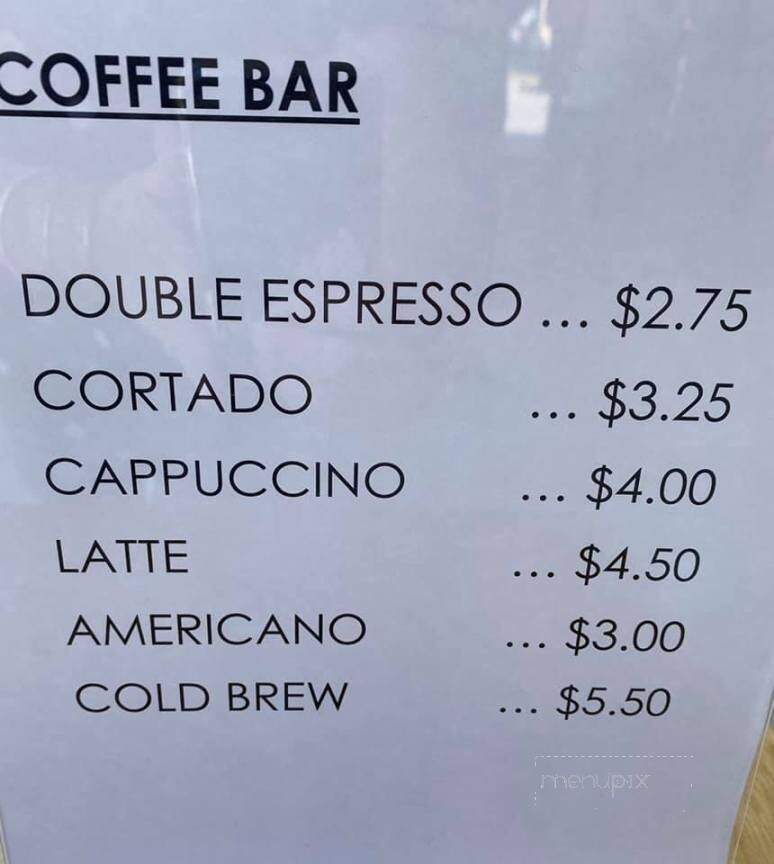 COFFEE BAR
DOUBLE ESPRESSO ... $2.75
CORTADO ... $3.25
CAPPUCCINO ... $4.00
LATTE ... $4.50
AMERICANO ... $3.00
COLD BREW ... $5.50
menupix